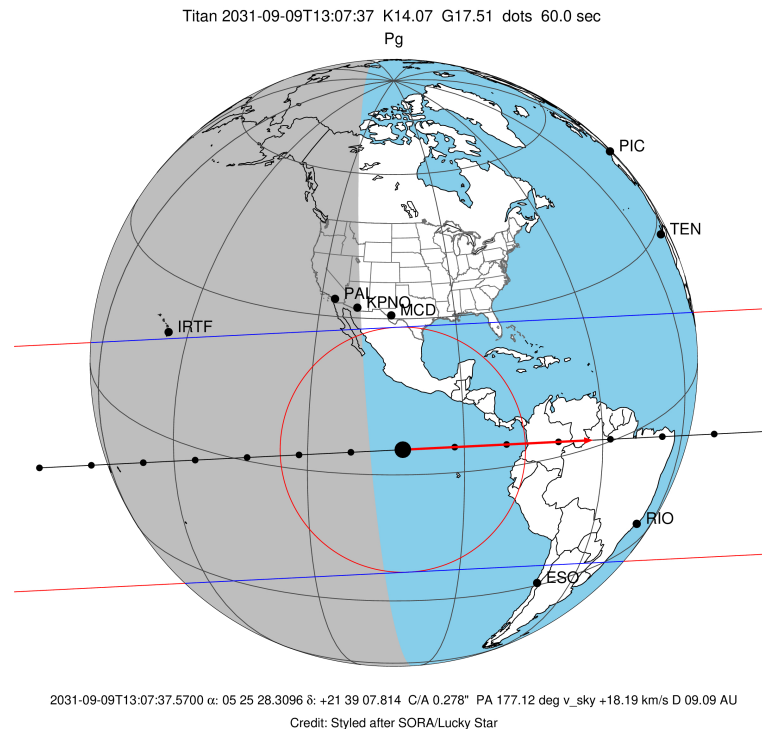 Titan 2031-09-09T13:07:37 K14.07 G17.51 dots 60.0 sec
Pg
PIC
TEN
PAL
KPNO
MCD
IRTF
RIO
ESO
2031-09-09T13:07:37.5700 α: 05 25 28.3096 δ: +21 39 07.814 C/A 0.278" PA 177.12 deg v_sky +18.19 km/s D 09.09 AU
Credit: Styled after SORA/Lucky Star